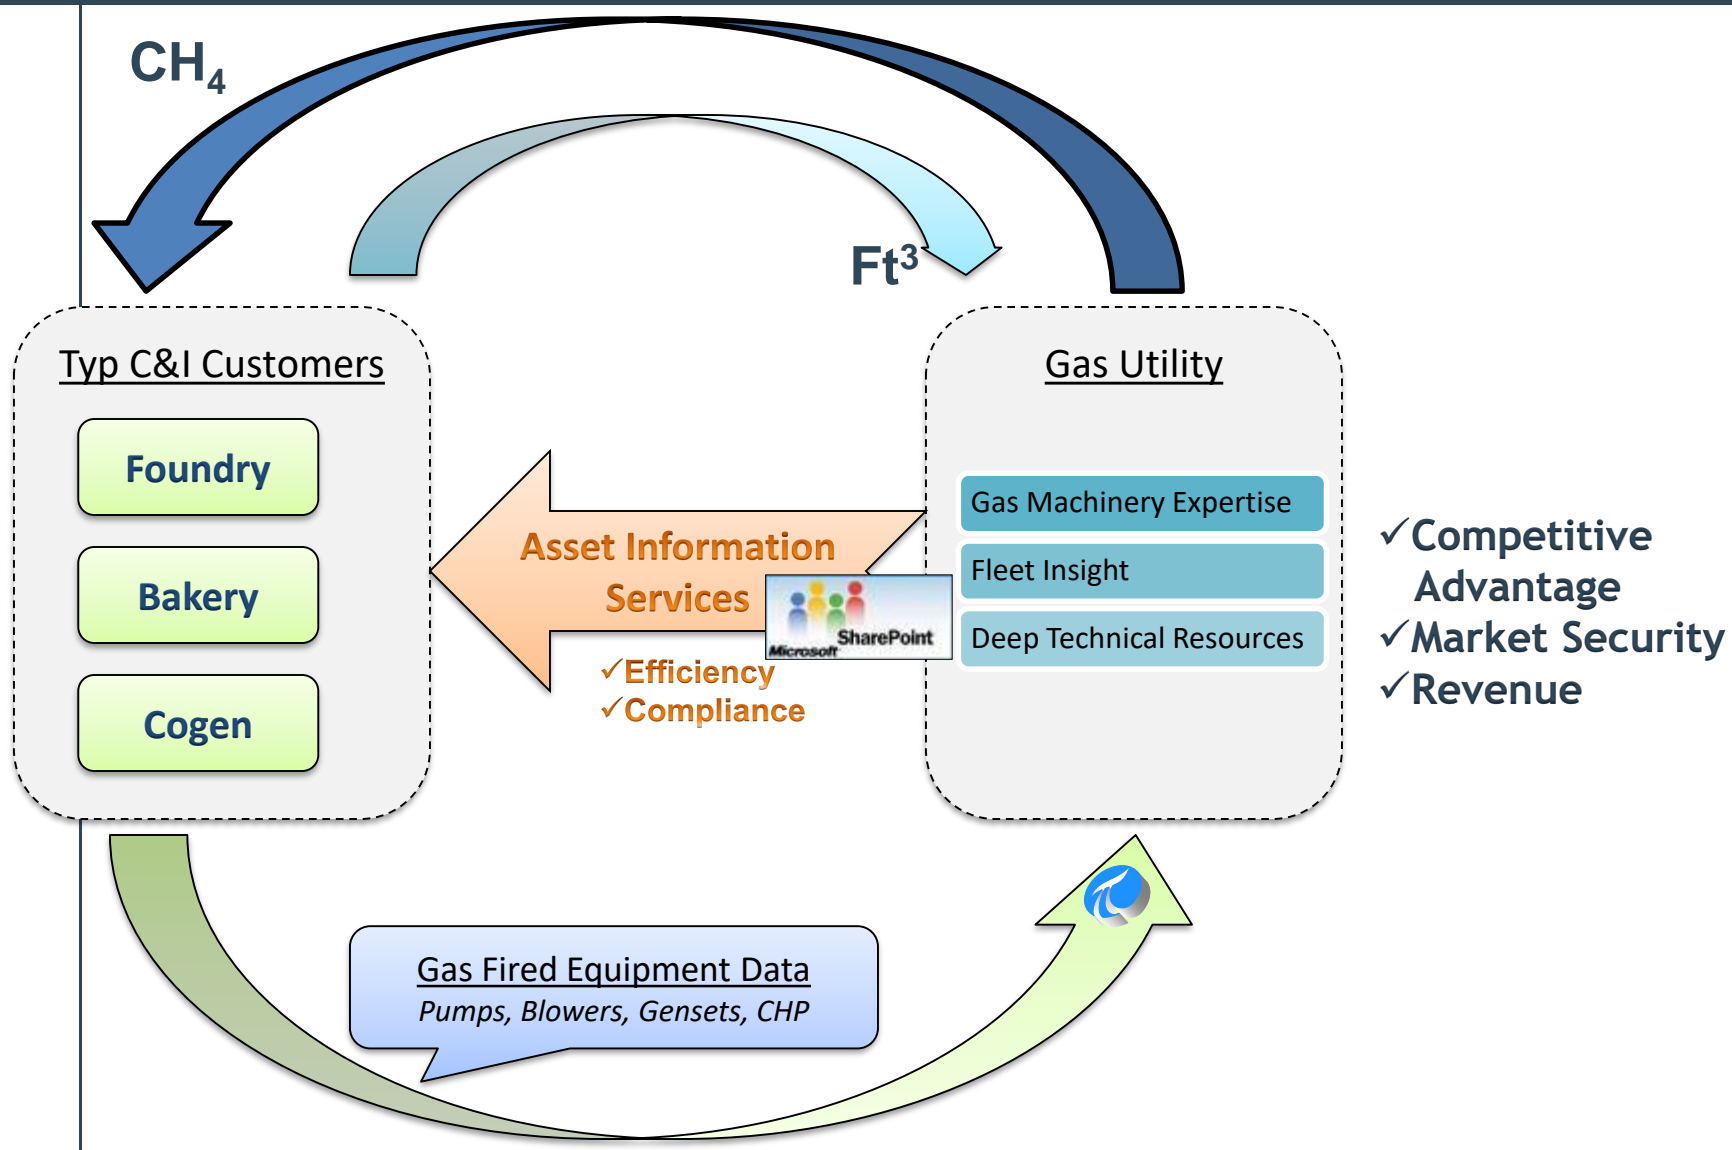 CH₄
Ft³
Typ C&I Customers
Foundry
Bakery
Cogen
Asset Information
Services
Microsoft
SharePoint
✓Efficiency
✓Compliance
Gas Utility
Gas Machinery Expertise
Fleet Insight
Deep Technical Resources
✓Competitive
Advantage
✓Market Security
✓Revenue
Gas Fired Equipment Data
Pumps, Blowers, Gensets, CHP